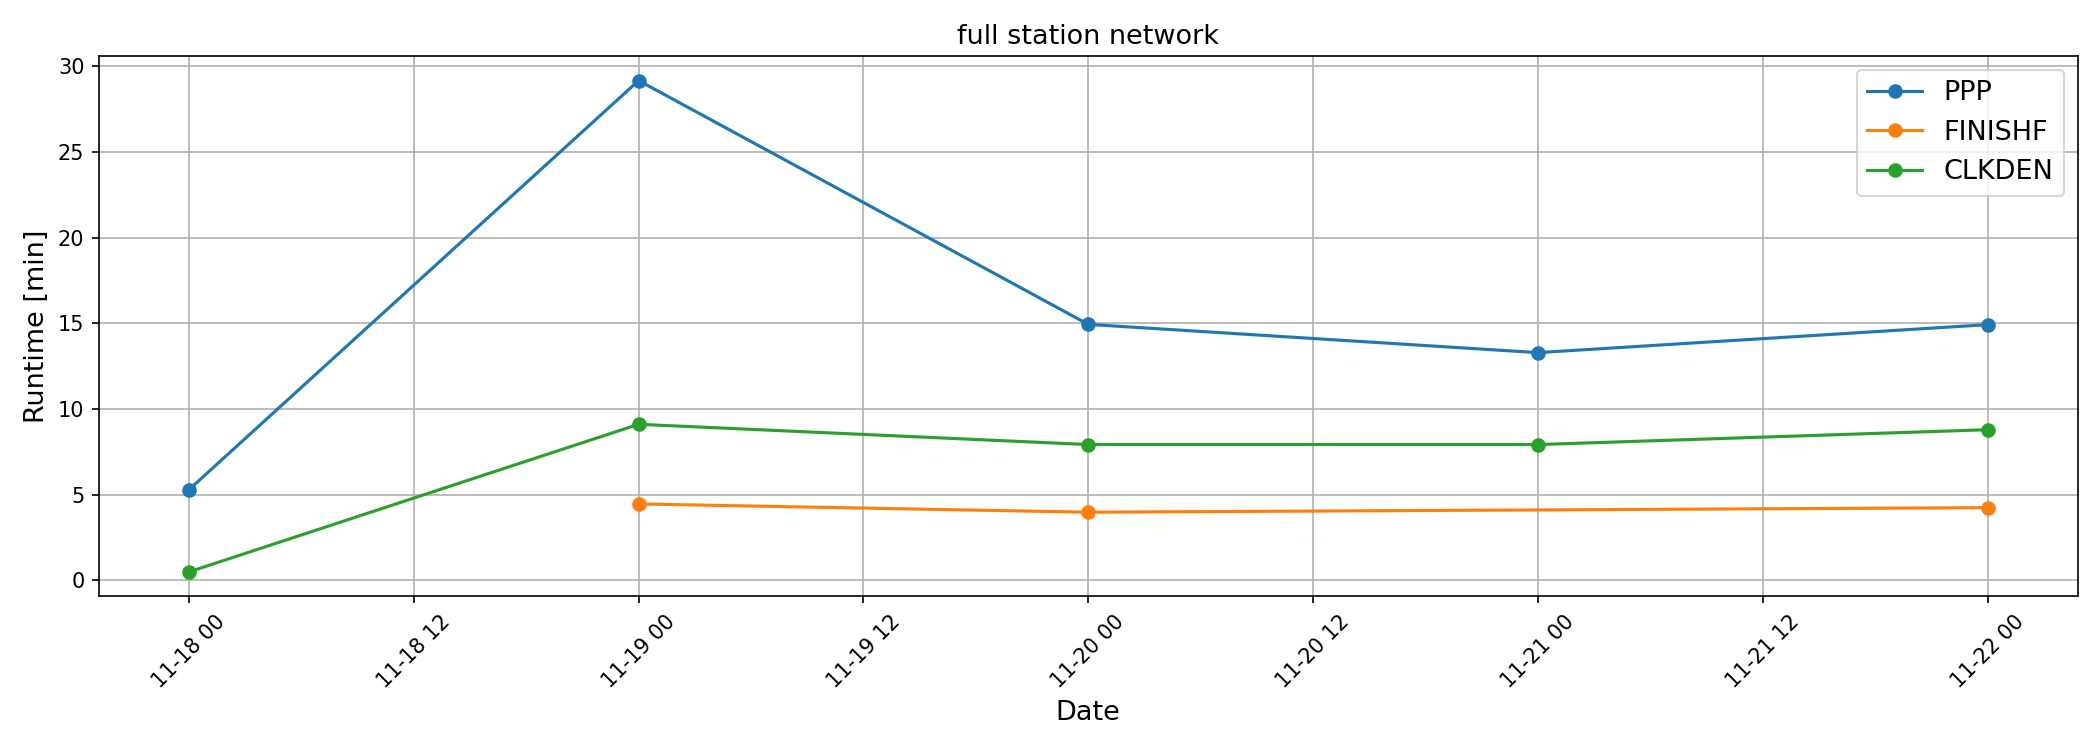 full station network
Runtime [min]
30
25
20
15
10
5
0
PPP
FINISHF
CLKDEN
11-18 00
11-18 12
11-19 00
11-19 12
11-20 00
11-20 12
11-21 00
11-21 12
11-22 00
Date